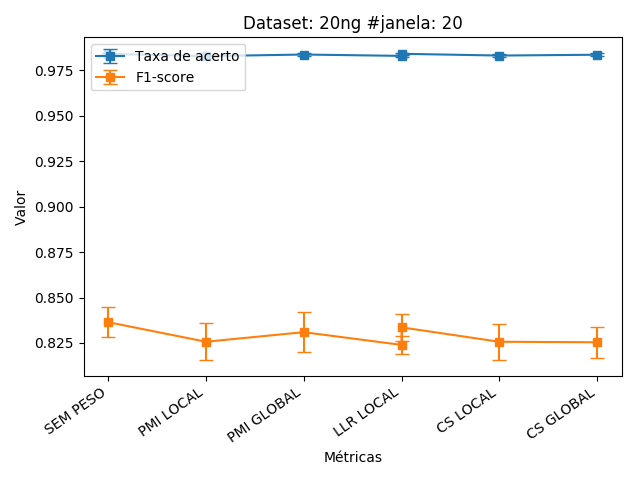 Dataset: 20ng #janela: 20
Taxa de acerto
F1-score
0.975
0.950
0.925
0.900
0.875
0.850
0.825
Valor
SEM PESO
PMI LOCAL
PMI GLOBAL
LLR LOCAL
CS LOCAL
CS GLOBAL
Métricas